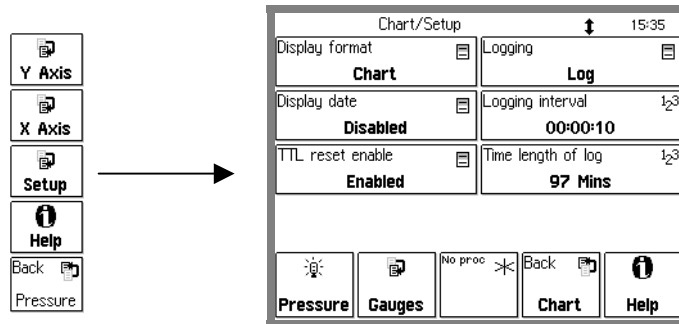 Y Axis
X Axis
Setup
Help
Back
Pressure
Chart/Setup 15:35
Display format
Chart
Logging
Log
Display date
Disabled
Logging interval 123
00:00:10
TTL reset enable
Enabled
Time length of log 123
97 Mins
Pressure
Gauges
No proc
Back
Chart
Help